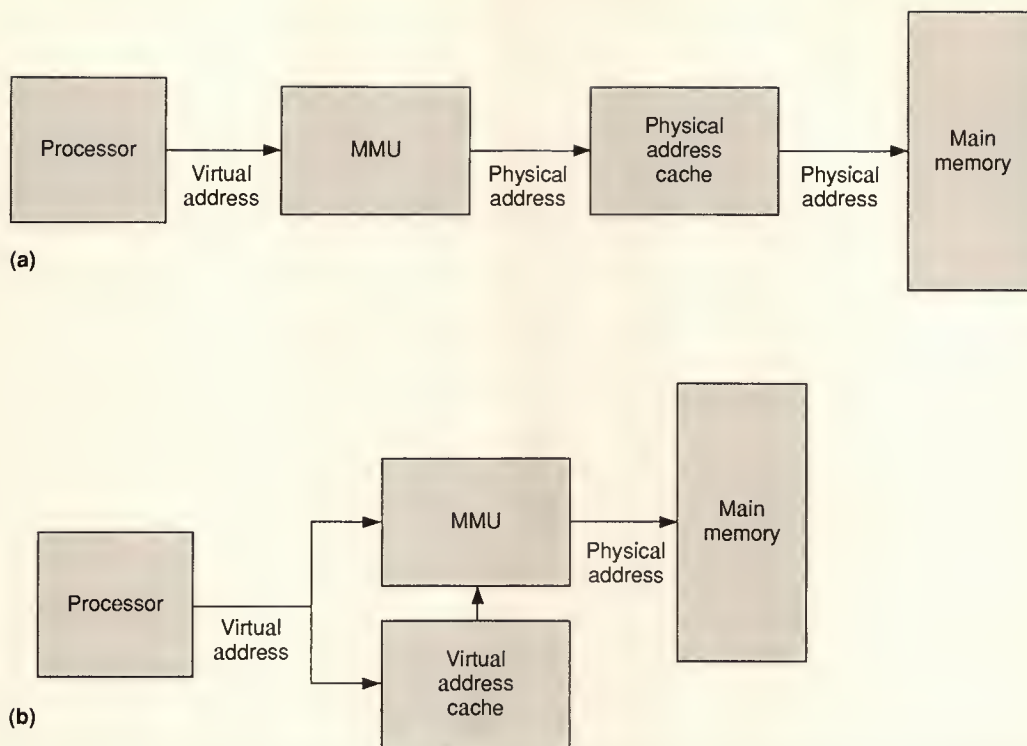 Processor
Virtual
address
MMU
Physical
address
Physical
address
cache
Physical
address
Main
memory
(a)
Processor
Virtual
address
MMU
Physical
address
Main
memory
Virtual
address
cache
(b)